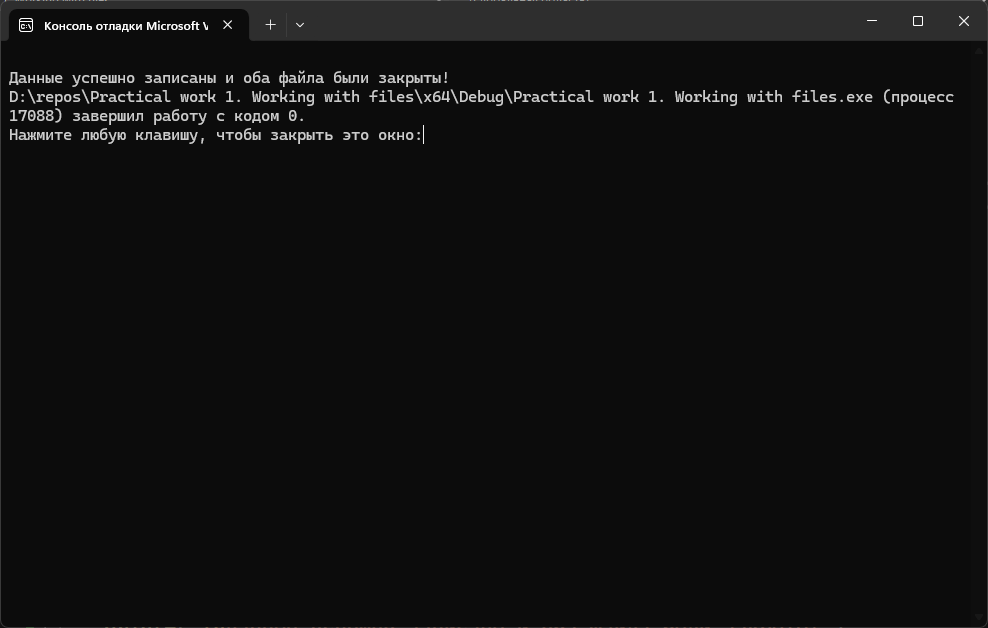 Консоль отладки Microsoft V
Данные успешно записаны и оба файла были закрыты!
D:\repos\Practical work 1. Working with files\x64\Debug\Practical work 1. Working with files.exe (процесс
17088) завершил работу с кодом 0.
Нажмите любую клавишу, чтобы закрыть это окно: